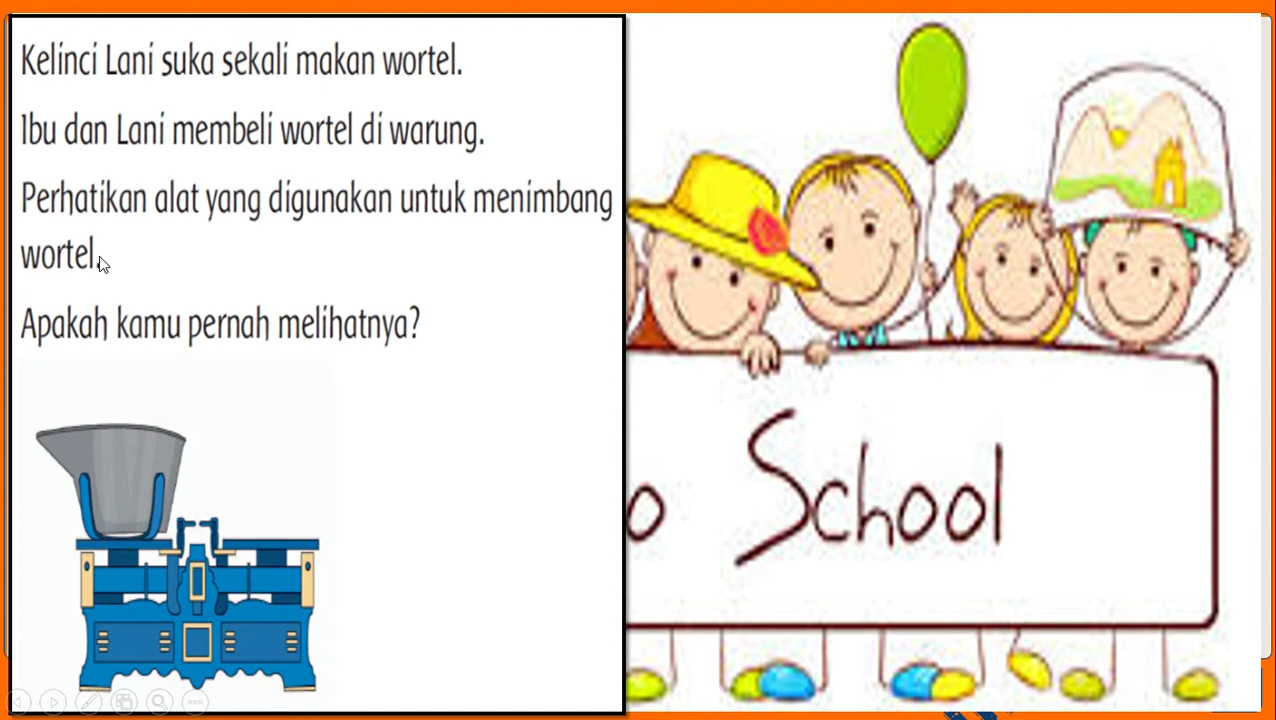 Kelinci Lani suka sekali makan wortel.
Ibu dan Lani membeli wortel di warung.
Perhatikan alat yang digunakan untuk menimbang
wortel.
Apakah kamu pernah melihatnya?
o School